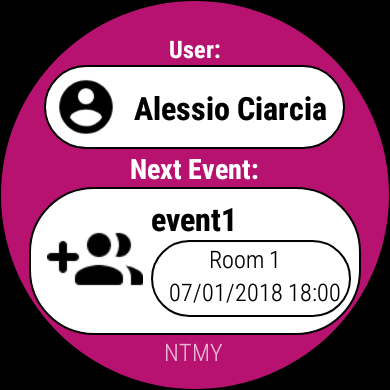 User:
Alessio Ciarcia
Next Event:
event1
Room 1
07/01/2018 18:00
NTMY